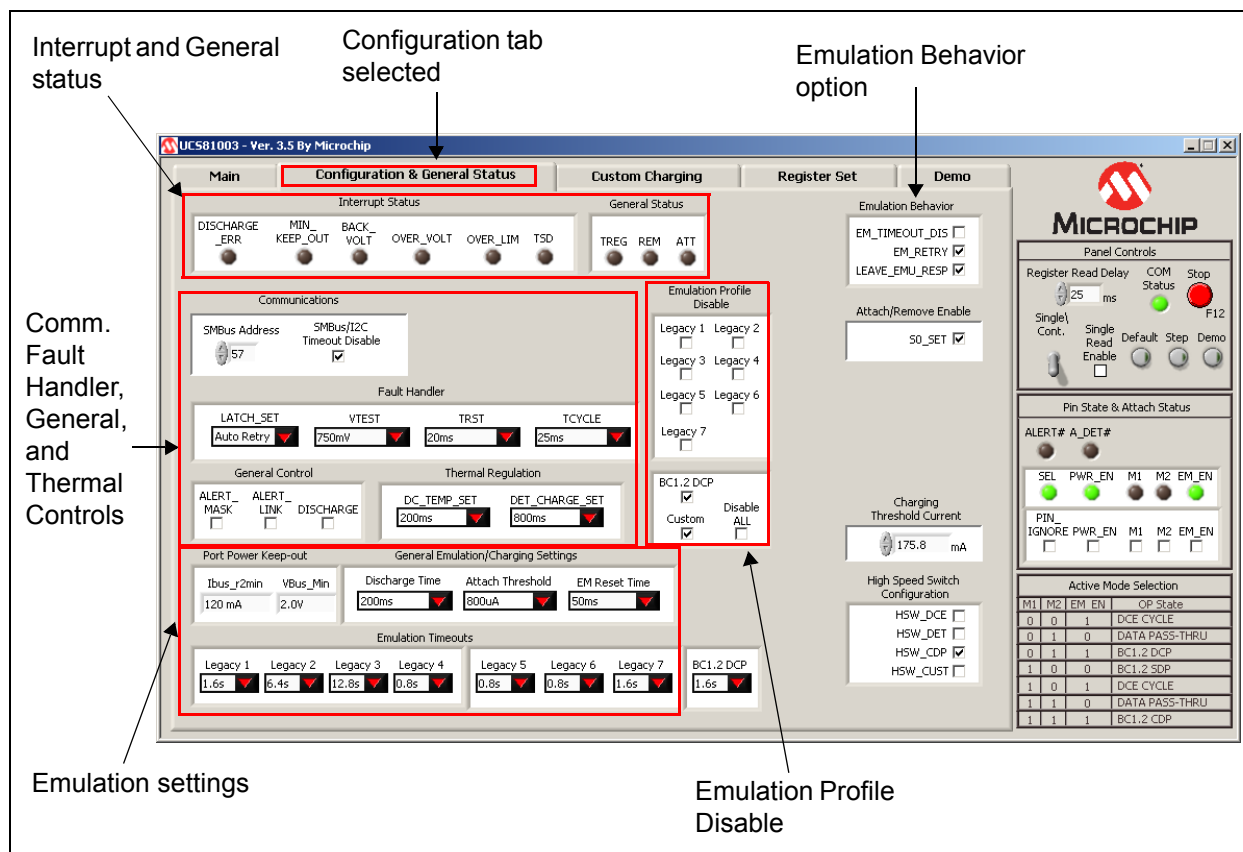 Interrupt and General
status
Configuration tab
selected
Emulation Behavior
option
UCS81003 - Ver. 3.5 By Microchip
Main
Configuration & General Status
Custom Charging
Register Set
Demo
Interrupt Status
DISCHARGE
_ERR
MIN_
KEEP_OUT
BACK_
VOLT
OVER_VOLT
OVER_LIM
TSD
General Status
TREG REM ATT
Emulation Behavior
EM_TIMEOUT_DIS
EM_RETRY
LEAVE_EMU_RESP
Attach/Remove Enable
S0_SET
Comm.
Fault
Handler,
General,
and
Thermal
Controls
Communications
SMBus Address
57
SMBus/I2C
Timeout Disable
Fault Handler
LATCH_SET
Auto Retry
VTEST
750mV
TRST
20ms
TCYCLE
25ms
General Control
ALERT_
MASK
ALERT_
LINK
DISCHARGE
Thermal Regulation
DC_TEMP_SET
200ms
DET_CHARGE_SET
800ms
Emulation Profile
Disable
Legacy 1 Legacy 2
Legacy 3 Legacy 4
Legacy 5 Legacy 6
Legacy 7
BC1.2 DCP
Custom
Disable
ALL
Charging
Threshold Current
175.8 mA
High Speed Switch
Configuration
HSW_DCE
HSW_DET
HSW_CDP
HSW_CUST
Port Power Keep-out
Ibus_r2min
120 mA
VBus_Min
2.0V
General Emulation/Charging Settings
Discharge Time
200ms
Attach Threshold
800uA
EM Reset Time
50ms
Emulation Timeouts
Legacy 1 Legacy 2 Legacy 3 Legacy 4
1.6s 6.4s 12.8s 0.8s
Legacy 5 Legacy 6 Legacy 7
0.8s 0.8s 1.6s
BC1.2 DCP
1.6s
MICROCHIP
Panel Controls
Register Read Delay
25 ms
COM
Status
Stop
F12
Single\
Cont.
Single
Read
Enable
Default Step Demo
Pin State & Attach Status
ALERT# A_DET#
SEL PWR_EN M1 M2 EM_EN
PIN_
IGNORE PWR_EN M1 M2 EM_EN
Active Mode Selection
M1 M2 EM EN OP State
0 0 1 DCE CYCLE
0 1 0 DATA PASS-THRU
0 1 1 BC1.2 DCP
1 0 0 BC1.2 SDP
1 0 1 DCE CYCLE
1 1 0 DATA PASS-THRU
1 1 1 BC1.2 CDP
Emulation settings
Emulation Profile
Disable